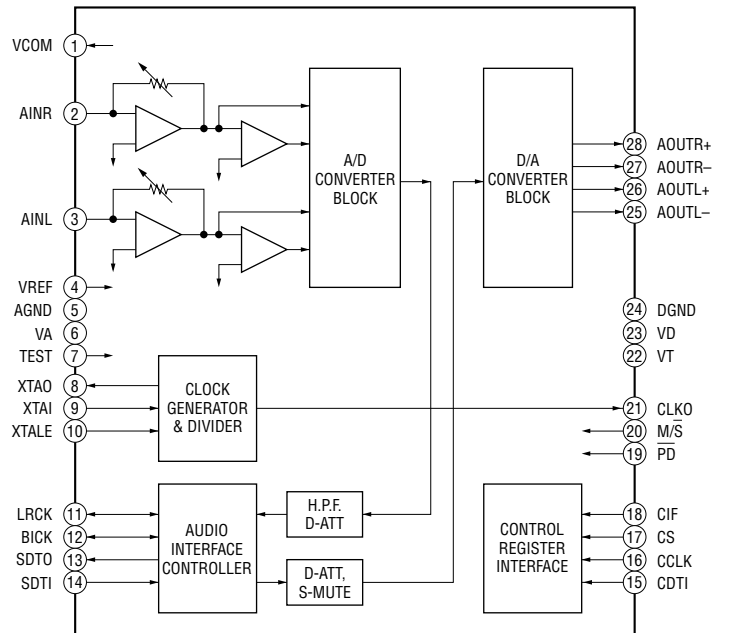 VCOM 1
AINR 2
AINL 3
VREF 4
AGND 5
VA 6
TEST 7
XTAO 8
XTAI 9
XTALE 10
LRCK 11
BICK 12
SDTO 13
SDTI 14
A/D
CONVERTER
BLOCK
D/A
CONVERTER
BLOCK
CLOCK
GENERATOR
& DIVIDER
AUDIO
INTERFACE
CONTROLLER
H.P.F.
D-ATT
D-ATT,
S-MUTE
CONTROL
REGISTER
INTERFACE
28 AOUTR+
27 AOUTR–
26 AOUTL+
25 AOUTL–
24 DGND
23 VD
22 VT
21 CLKO
20 M/S̅
19 P̅D̅
18 CIF
17 CS
16 CCLK
15 CDTI